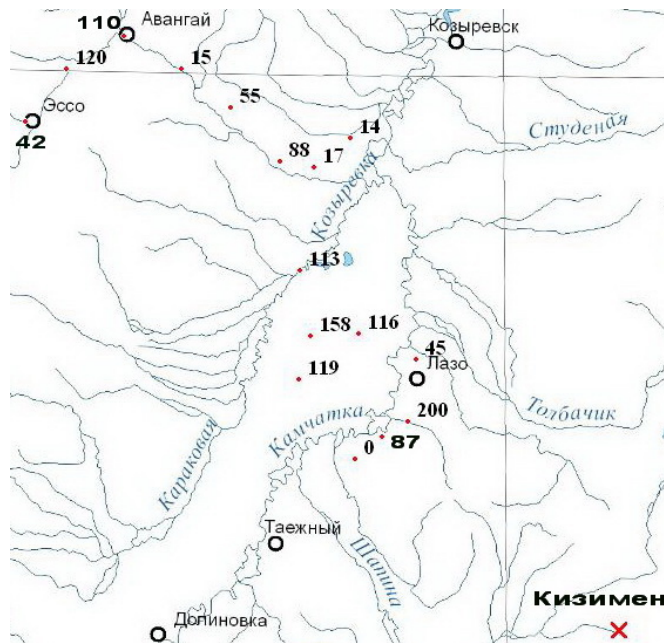 110
Авангай
Козыревск
120
15
Эссо
42
55
14
Студеная
88
17
Козыревка
113
158
116
119
45
Лазо
Камчатка
200
Толбачик
87
0
Караковая
Таежный
Шапина
Кизимен
Долиновка